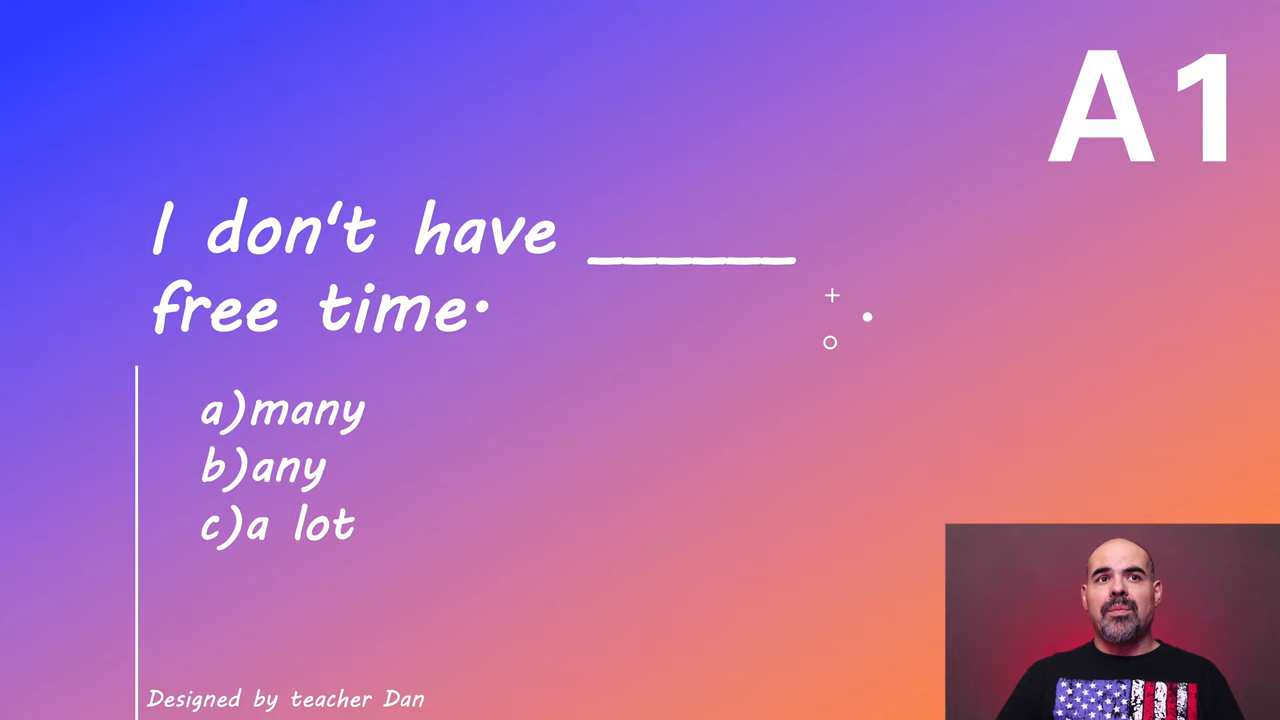 A1
I don't have ______
free time.
a)many
b)any
c)a lot
Designed by teacher Dan